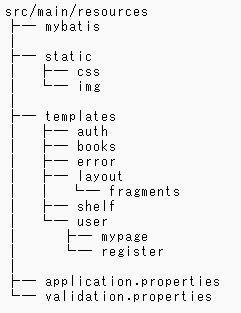 src/main/resources
├── mybatis
│
├── static
│   ├── css
│   └── img
│
├── templates
│   ├── auth
│   ├── books
│   ├── error
│   ├── layout
│   │   └── fragments
│   ├── shelf
│   └── user
│       ├── mypage
│       └── register
│
├── application.properties
└── validation.properties